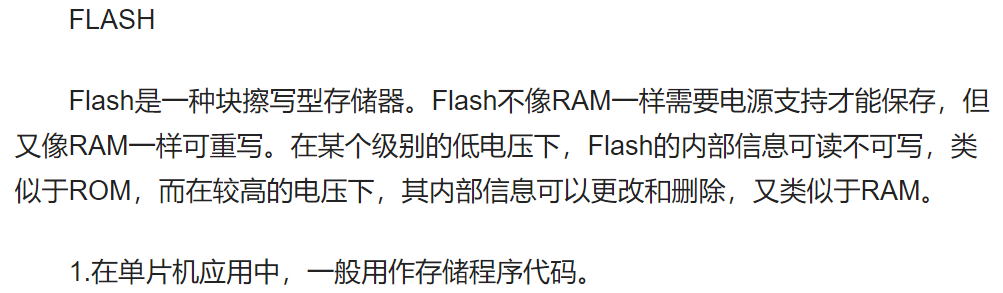 FLASH
Flash是一种块擦写型存储器。Flash不像RAM一样需要电源支持才能保存，但
又像RAM一样可重写。在某个级别的低电压下，Flash的内部信息可读不可写，类
似于ROM，而在较高的电压下，其内部信息可以更改和删除，又类似于RAM。
1.在单片机应用中，一般用作存储程序代码。